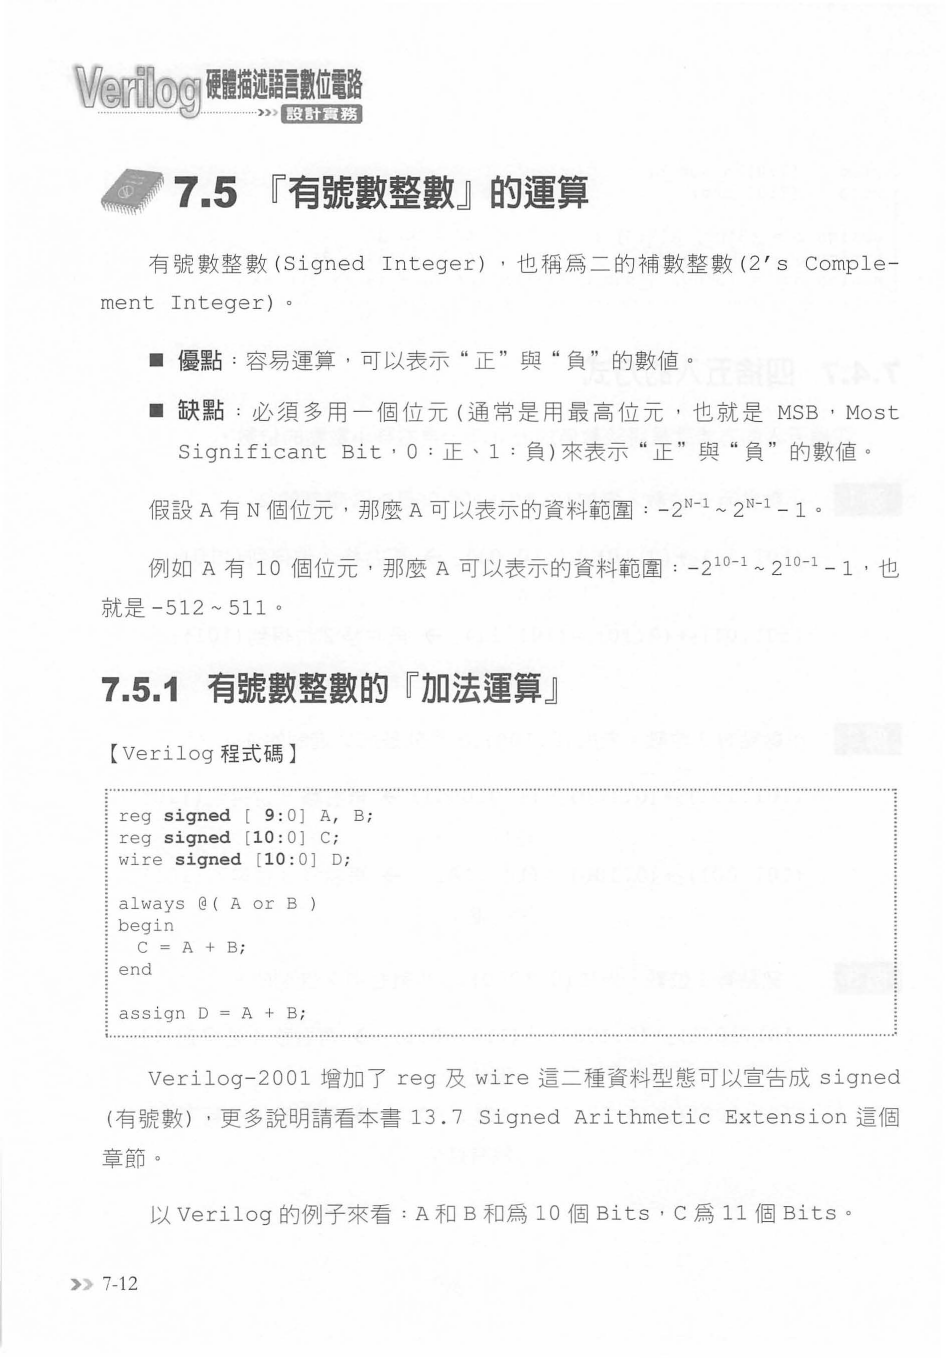 Verilog 硬體描述語言數位電路
>>> 設計實務
7.5 『有號數整數』的運算
有號數整數(Signed Integer)，也稱為二的補數整數(2's Comple-
ment Integer)。
■ 優點：容易運算，可以表示“正”與“負”的數值。
■ 缺點：必須多用一個位元(通常是用最高位元，也就是 MSB，Most
Significant Bit，0：正、1：負)來表示“正”與“負”的數值。
假設 A 有 N 個位元，那麼 A 可以表示的資料範圍：-2^{N-1} ~ 2^{N-1} - 1。
例如 A 有 10 個位元，那麼 A 可以表示的資料範圍：-2^{10-1} ~ 2^{10-1} - 1，也
就是 -512 ~ 511。
7.5.1 有號數整數的『加法運算』
【Verilog 程式碼】
reg signed [ 9:0] A, B;
reg signed [10:0] C;
wire signed [10:0] D;
always @( A or B )
begin
C = A + B;
end
assign D = A + B;
Verilog-2001 增加了 reg 及 wire 這二種資料型態可以宣告成 signed
(有號數)，更多說明請看本書 13.7 Signed Arithmetic Extension 這個
章節。
以 Verilog 的例子來看：A 和 B 和為 10 個 Bits，C 為 11 個 Bits。
>> 7-12